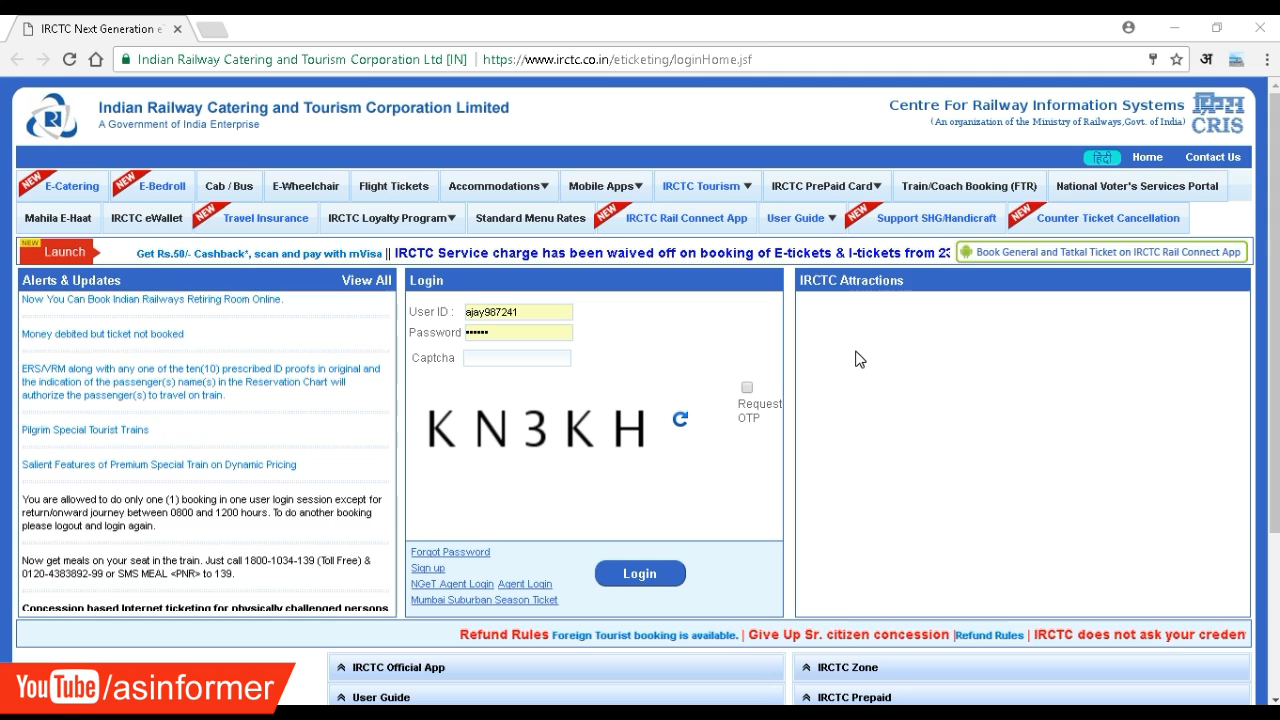 IRCTC Next Generation e
Indian Railway Catering and Tourism Corporation Ltd [IN] https://www.irctc.co.in/eticketing/loginHome.jsf
अ
Indian Railway Catering and Tourism Corporation Limited
A Government of India Enterprise
Centre For Railway Information Systems
(An organization of the Ministry of Railways,Govt. of India)
क्रिस
CRIS
हिंदी Home Contact Us
NEW E-Catering NEW E-Bedroll Cab / Bus E-Wheelchair Flight Tickets Accommodations Mobile Apps IRCTC Tourism IRCTC PrePaid Card Train/Coach Booking (FTR) National Voter's Services Portal
Mahila E-Haat IRCTC eWallet NEW Travel Insurance IRCTC Loyalty Program Standard Menu Rates NEW IRCTC Rail Connect App User Guide NEW Support SHG/Handicraft NEW Counter Ticket Cancellation
NEW Launch Get Rs.50/- Cashback*, scan and pay with mVisa || IRCTC Service charge has been waived off on booking of E-tickets & I-tickets from 23 Book General and Tatkal Ticket on IRCTC Rail Connect App
Alerts & Updates View All
Now You Can Book Indian Railways Retiring Room Online.
Money debited but ticket not booked
ERS/VRM along with any one of the ten(10) prescribed ID proofs in original and
the indication of the passenger(s) name(s) in the Reservation Chart will
authorize the passenger(s) to travel on train.
Pilgrim Special Tourist Trains
Salient Features of Premium Special Train on Dynamic Pricing
You are allowed to do only one (1) booking in one user login session except for
return/onward journey between 0800 and 1200 hours. To do another booking
please logout and login again.
Now get meals on your seat in the train. Just call 1800-1034-139 (Toll Free) &
0120-4383892-99 or SMS MEAL <PNR> to 139.
Concession based Internet ticketing for physically challenged persons
Login
User ID : ajay987241
Password ••••••
Captcha
K N 3 K H
Request
OTP
Forgot Password
Sign up
NGeT Agent Login Agent Login
Mumbai Suburban Season Ticket
Login
IRCTC Attractions
Refund Rules Foreign Tourist booking is available. | Give Up Sr. citizen concession |Refund Rules | IRCTC does not ask your creden
IRCTC Official App
IRCTC Zone
User Guide
IRCTC Prepaid
YouTube/asinformer